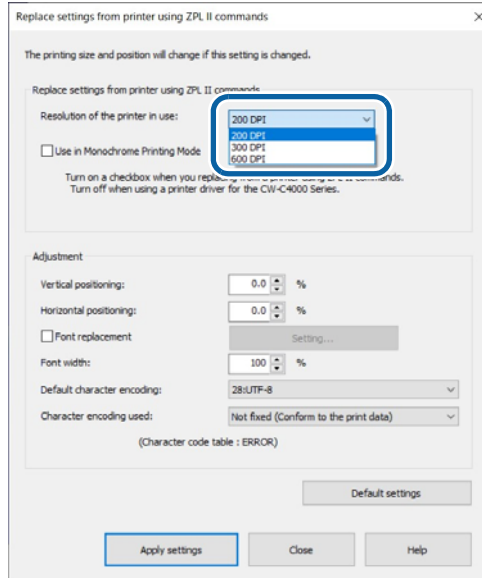 Replace settings from printer using ZPL II commands
The printing size and position will change if this setting is changed.
Replace settings from printer using ZPL II commands
Resolution of the printer in use:
200 DPI
200 DPI
300 DPI
600 DPI
Use in Monochrome Printing Mode
Turn on a checkbox when you replacing from a printer using ZPL II commands.
Turn off when using a printer driver for the CW-C4000 Series.
Adjustment
Vertical positioning: 0.0 %
Horizontal positioning: 0.0 %
Font replacement Setting...
Font width: 100 %
Default character encoding: 28:UTF-8
Character encoding used: Not fixed (Conform to the print data)
(Character code table : ERROR)
Default settings
Apply settings Close Help